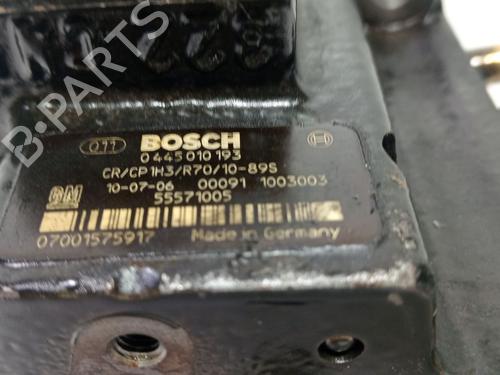 011 BOSCH
0 445 010 193
CR/CP1H3/R70/10-89S
GM 10-07-06 00091 1003003
55571005
07001575917 Made in Germany
B-PARTS